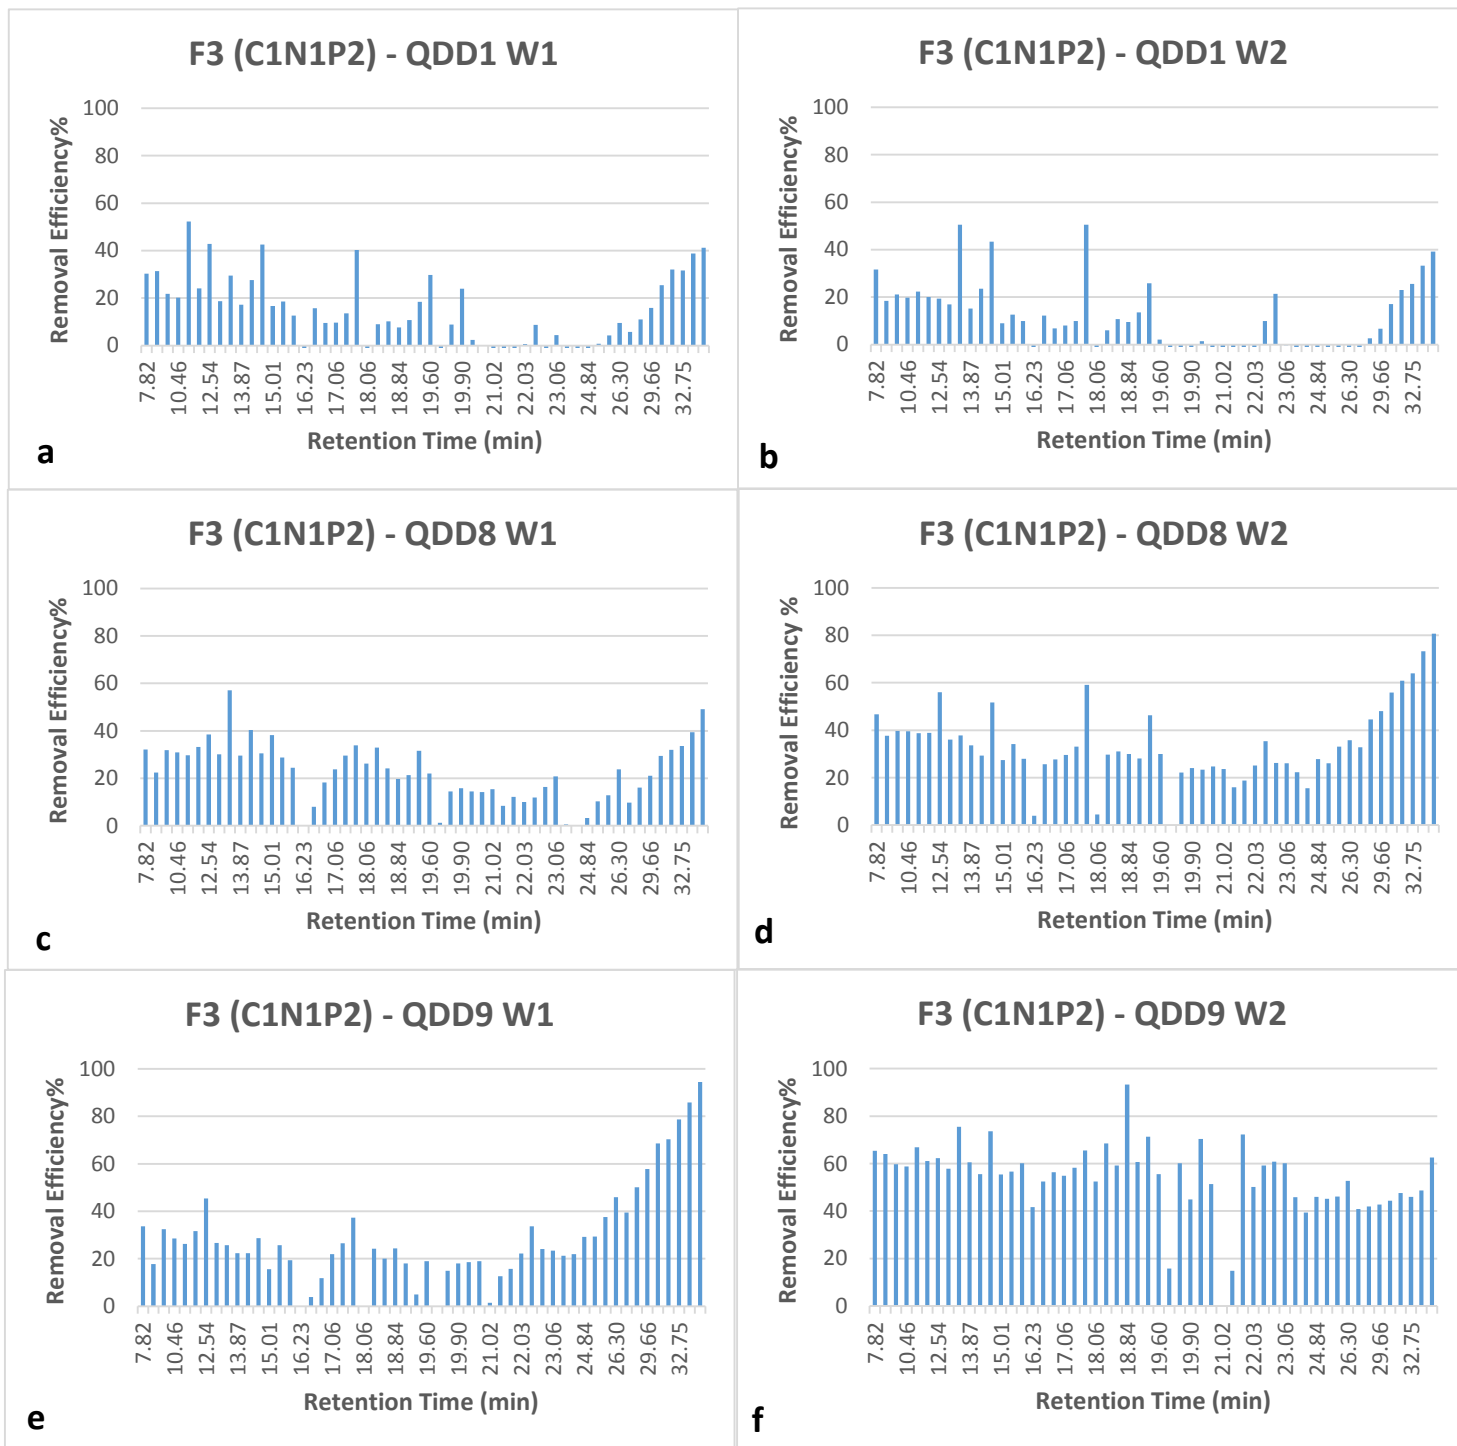 F3 (C1N1P2) - QDD1 W1
Removal Efficiency%
100
80
60
40
20
0
7.82 10.46 12.54 13.87 15.01 16.23 17.06 18.06 18.84 19.60 19.90 21.02 22.03 23.06 24.84 26.30 29.66 32.75
Retention Time (min)
a
F3 (C1N1P2) - QDD1 W2
Removal Efficiency%
100
80
60
40
20
0
7.82 10.46 12.54 13.87 15.01 16.23 17.06 18.06 18.84 19.60 19.90 21.02 22.03 23.06 24.84 26.30 29.66 32.75
Retention Time (min)
b
F3 (C1N1P2) - QDD8 W1
Removal Efficiency%
100
80
60
40
20
0
7.82 10.46 12.54 13.87 15.01 16.23 17.06 18.06 18.84 19.60 19.90 21.02 22.03 23.06 24.84 26.30 29.66 32.75
Retention Time (min)
c
F3 (C1N1P2) - QDD8 W2
Removal Efficiency %
100
80
60
40
20
0
7.82 10.46 12.54 13.87 15.01 16.23 17.06 18.06 18.84 19.60 19.90 21.02 22.03 23.06 24.84 26.30 29.66 32.75
Retention Time (min)
d
F3 (C1N1P2) - QDD9 W1
Removal Efficiency%
100
80
60
40
20
0
7.82 10.46 12.54 13.87 15.01 16.23 17.06 18.06 18.84 19.60 19.90 21.02 22.03 23.06 24.84 26.30 29.66 32.75
Retention Time (min)
e
F3 (C1N1P2) - QDD9 W2
Removal Efficiency%
100
80
60
40
20
0
7.82 10.46 12.54 13.87 15.01 16.23 17.06 18.06 18.84 19.60 19.90 21.02 22.03 23.06 24.84 26.30 29.66 32.75
Retention Time (min)
f